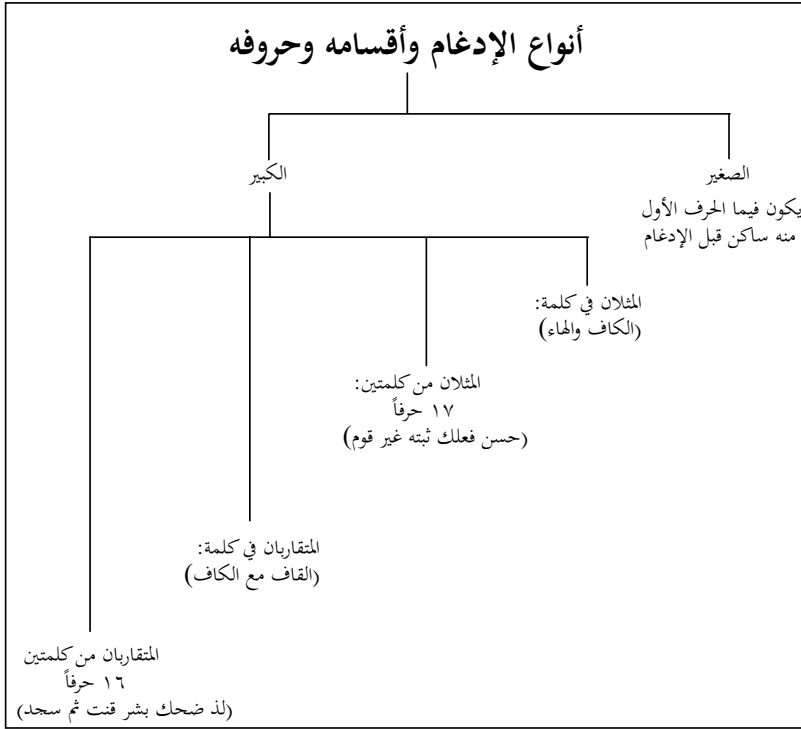 أنواع الإدغام وأقسامه وحروفه
الصغير
يكون فيما الحرف الأول
منه ساكن قبل الإدغام
الكبير
المثلان في كلمة:
(الكاف والهاء)
المثلان من كلمتين:
١٧ حرفاً
(حسن فعلك ثبته غير قوم)
المتقاربان في كلمة:
(القاف مع الكاف)
المتقاربان من كلمتين
١٦ حرفاً
(لذ ضحك بشر قنت ثم سجد)